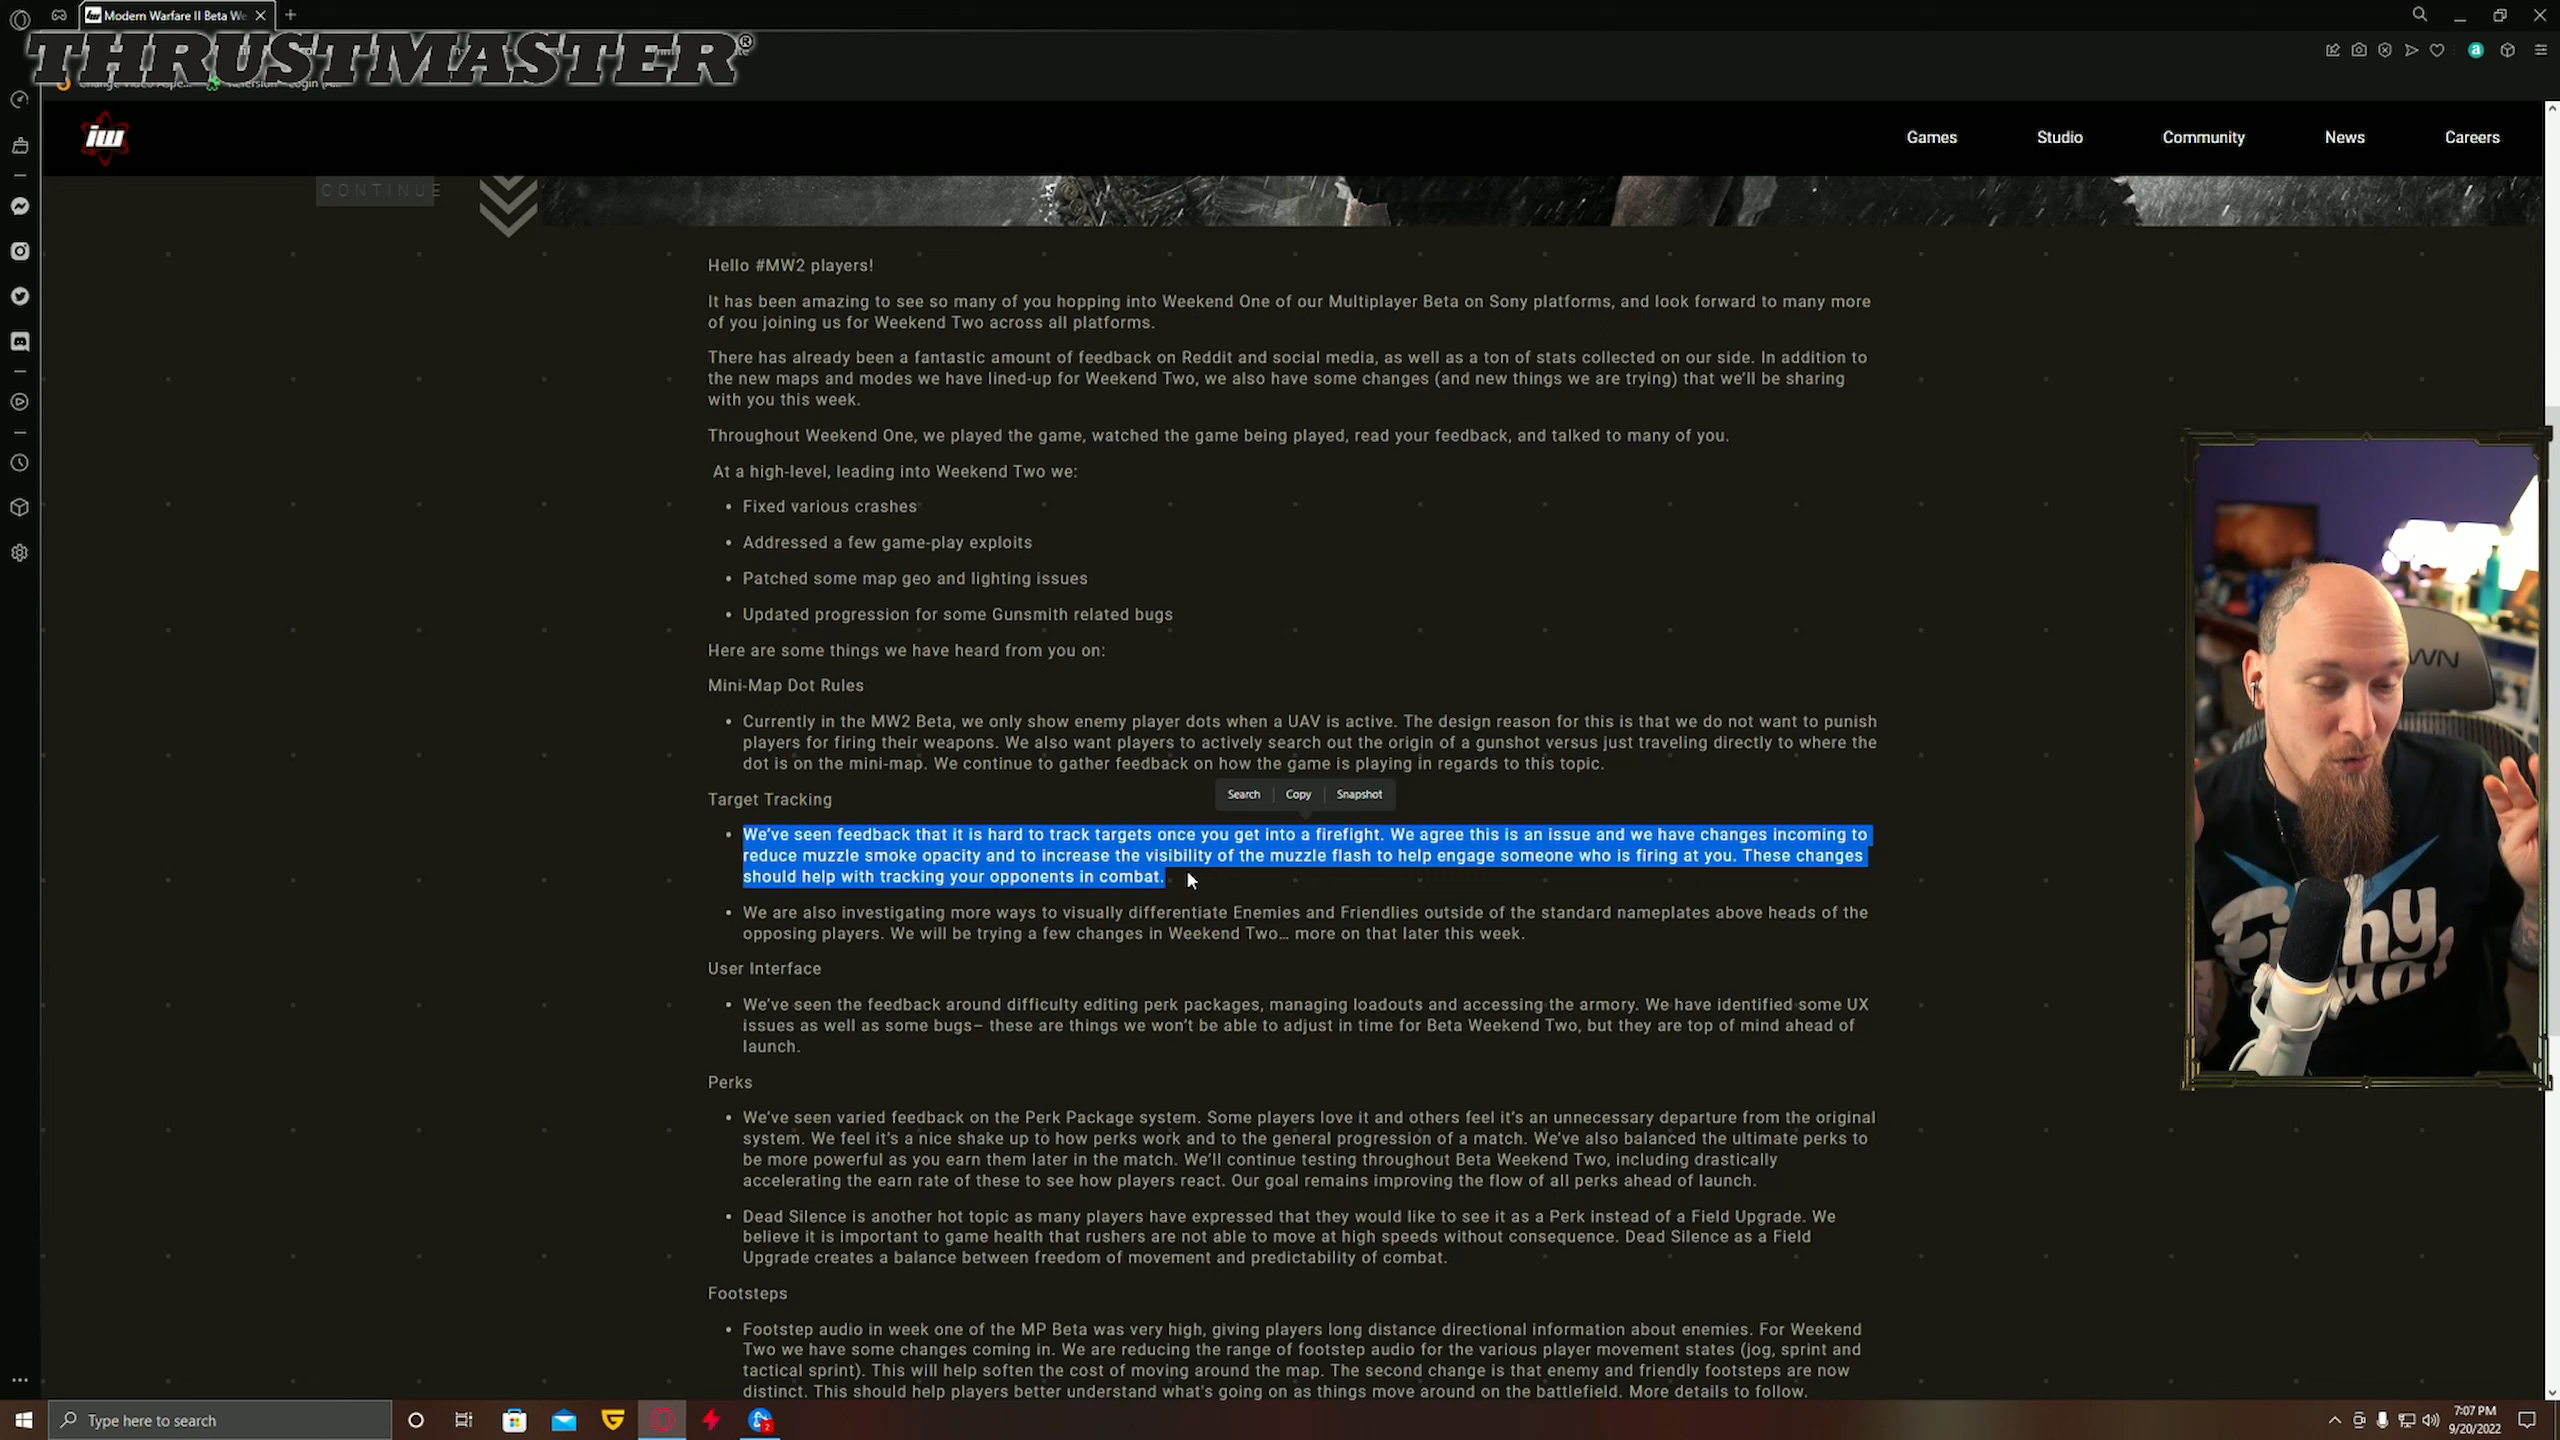 Modern Warfare II Beta We
THRUSTMASTER®
iw
Games
Studio
Community
News
Careers
CONTINUE
Hello #MW2 players!
It has been amazing to see so many of you hopping into Weekend One of our Multiplayer Beta on Sony platforms, and look forward to many more
of you joining us for Weekend Two across all platforms.
There has already been a fantastic amount of feedback on Reddit and social media, as well as a ton of stats collected on our side. In addition to
the new maps and modes we have lined-up for Weekend Two, we also have some changes (and new things we are trying) that we'll be sharing
with you this week.
Throughout Weekend One, we played the game, watched the game being played, read your feedback, and talked to many of you.
At a high-level, leading into Weekend Two we:
• Fixed various crashes
• Addressed a few game-play exploits
• Patched some map geo and lighting issues
• Updated progression for some Gunsmith related bugs
Here are some things we have heard from you on:
Mini-Map Dot Rules
• Currently in the MW2 Beta, we only show enemy player dots when a UAV is active. The design reason for this is that we do not want to punish
players for firing their weapons. We also want players to actively search out the origin of a gunshot versus just traveling directly to where the
dot is on the mini-map. We continue to gather feedback on how the game is playing in regards to this topic.
Search
Copy
Snapshot
Target Tracking
• We've seen feedback that it is hard to track targets once you get into a firefight. We agree this is an issue and we have changes incoming to
reduce muzzle smoke opacity and to increase the visibility of the muzzle flash to help engage someone who is firing at you. These changes
should help with tracking your opponents in combat.
• We are also investigating more ways to visually differentiate Enemies and Friendlies outside of the standard nameplates above heads of the
opposing players. We will be trying a few changes in Weekend Two… more on that later this week.
User Interface
• We've seen the feedback around difficulty editing perk packages, managing loadouts and accessing the armory. We have identified some UX
issues as well as some bugs– these are things we won't be able to adjust in time for Beta Weekend Two, but they are top of mind ahead of
launch.
Perks
• We've seen varied feedback on the Perk Package system. Some players love it and others feel it's an unnecessary departure from the original
system. We feel it's a nice shake up to how perks work and to the general progression of a match. We've also balanced the ultimate perks to
be more powerful as you earn them later in the match. We'll continue testing throughout Beta Weekend Two, including drastically
accelerating the earn rate of these to see how players react. Our goal remains improving the flow of all perks ahead of launch.
• Dead Silence is another hot topic as many players have expressed that they would like to see it as a Perk instead of a Field Upgrade. We
believe it is important to game health that rushers are not able to move at high speeds without consequence. Dead Silence as a Field
Upgrade creates a balance between freedom of movement and predictability of combat.
Footsteps
• Footstep audio in week one of the MP Beta was very high, giving players long distance directional information about enemies. For Weekend
Two we have some changes coming in. We are reducing the range of footstep audio for the various player movement states (jog, sprint and
tactical sprint). This will help soften the cost of moving around the map. The second change is that enemy and friendly footsteps are now
distinct. This should help players better understand what's going on as things move around on the battlefield. More details to follow.
Type here to search
7:07 PM
9/20/2022